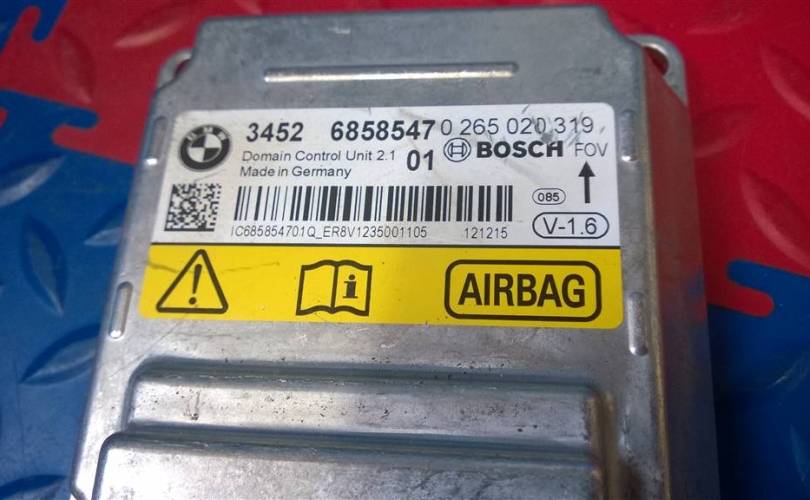 BMW
3452 6858547 0 265 020 319
Domain Control Unit 2.1 01 BOSCH FOV
Made in Germany
085
IC685854701Q_ER8V1235001105 121215
V-1.6
AIRBAG